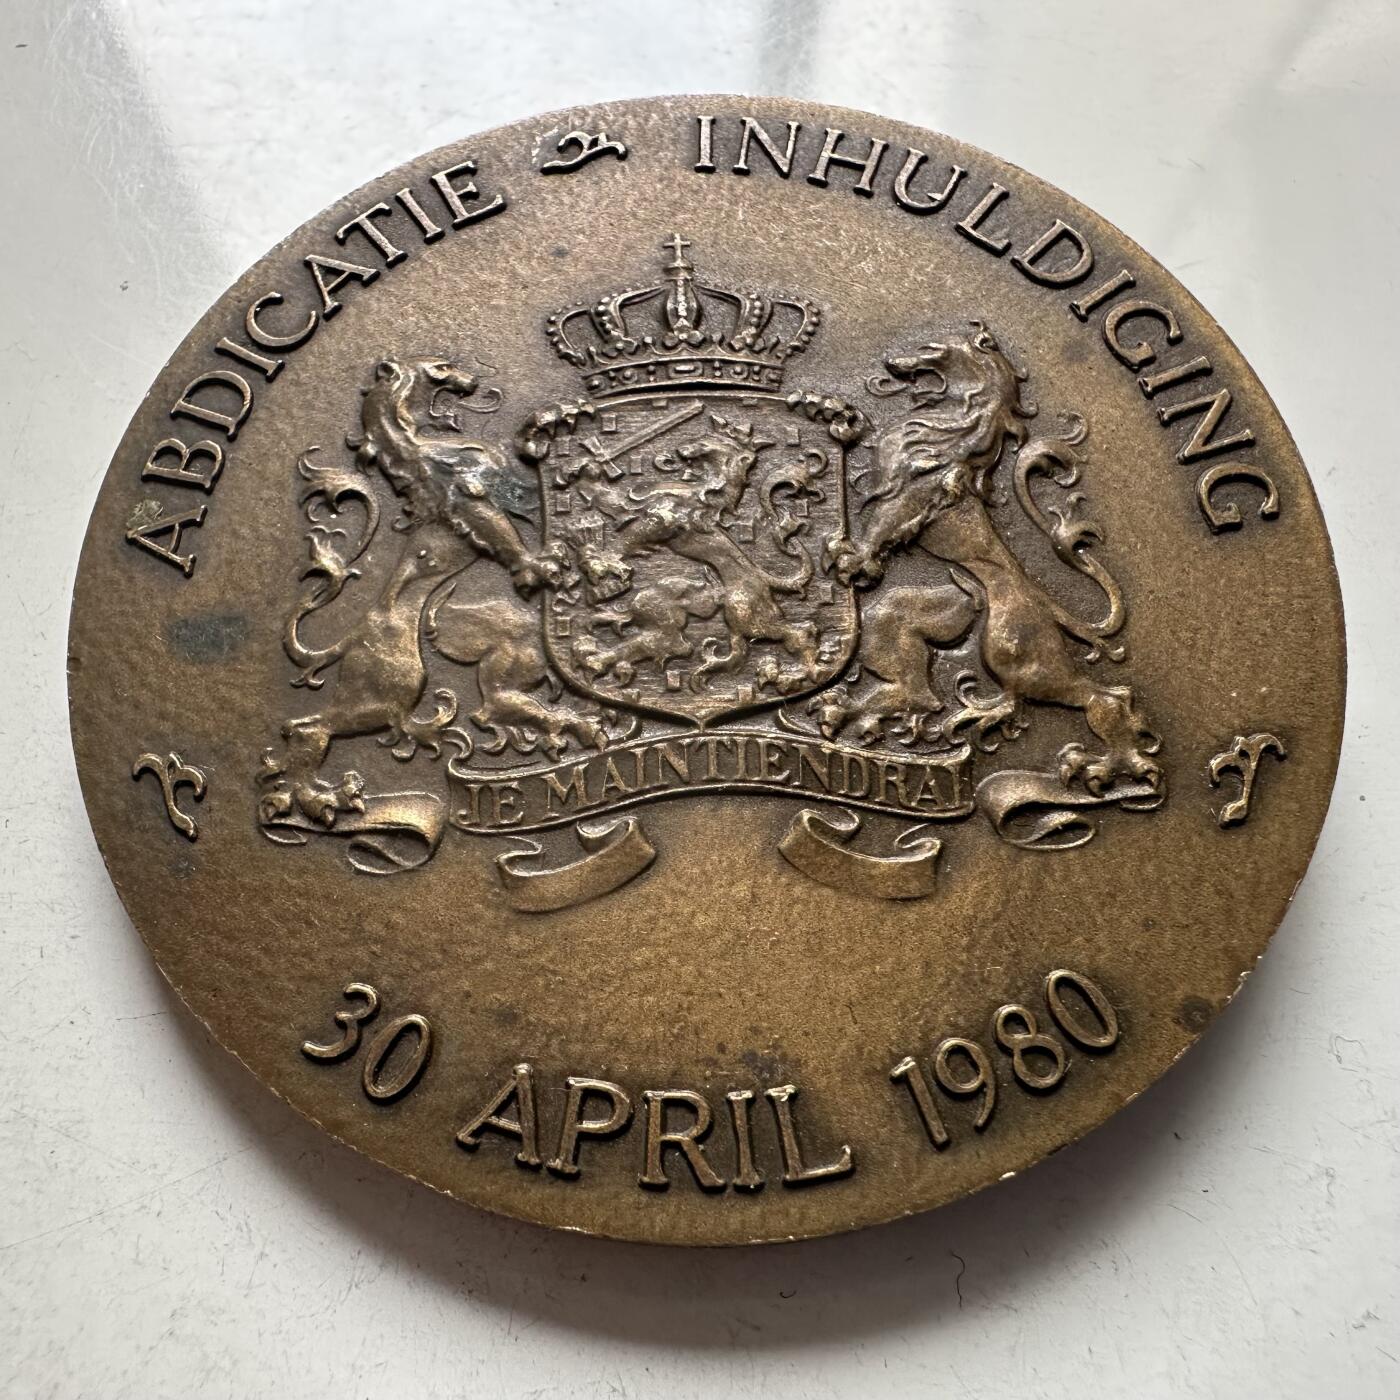 ABDICATIE & INHULDIGING
JE MAINTIENDRAI
30 APRIL 1980